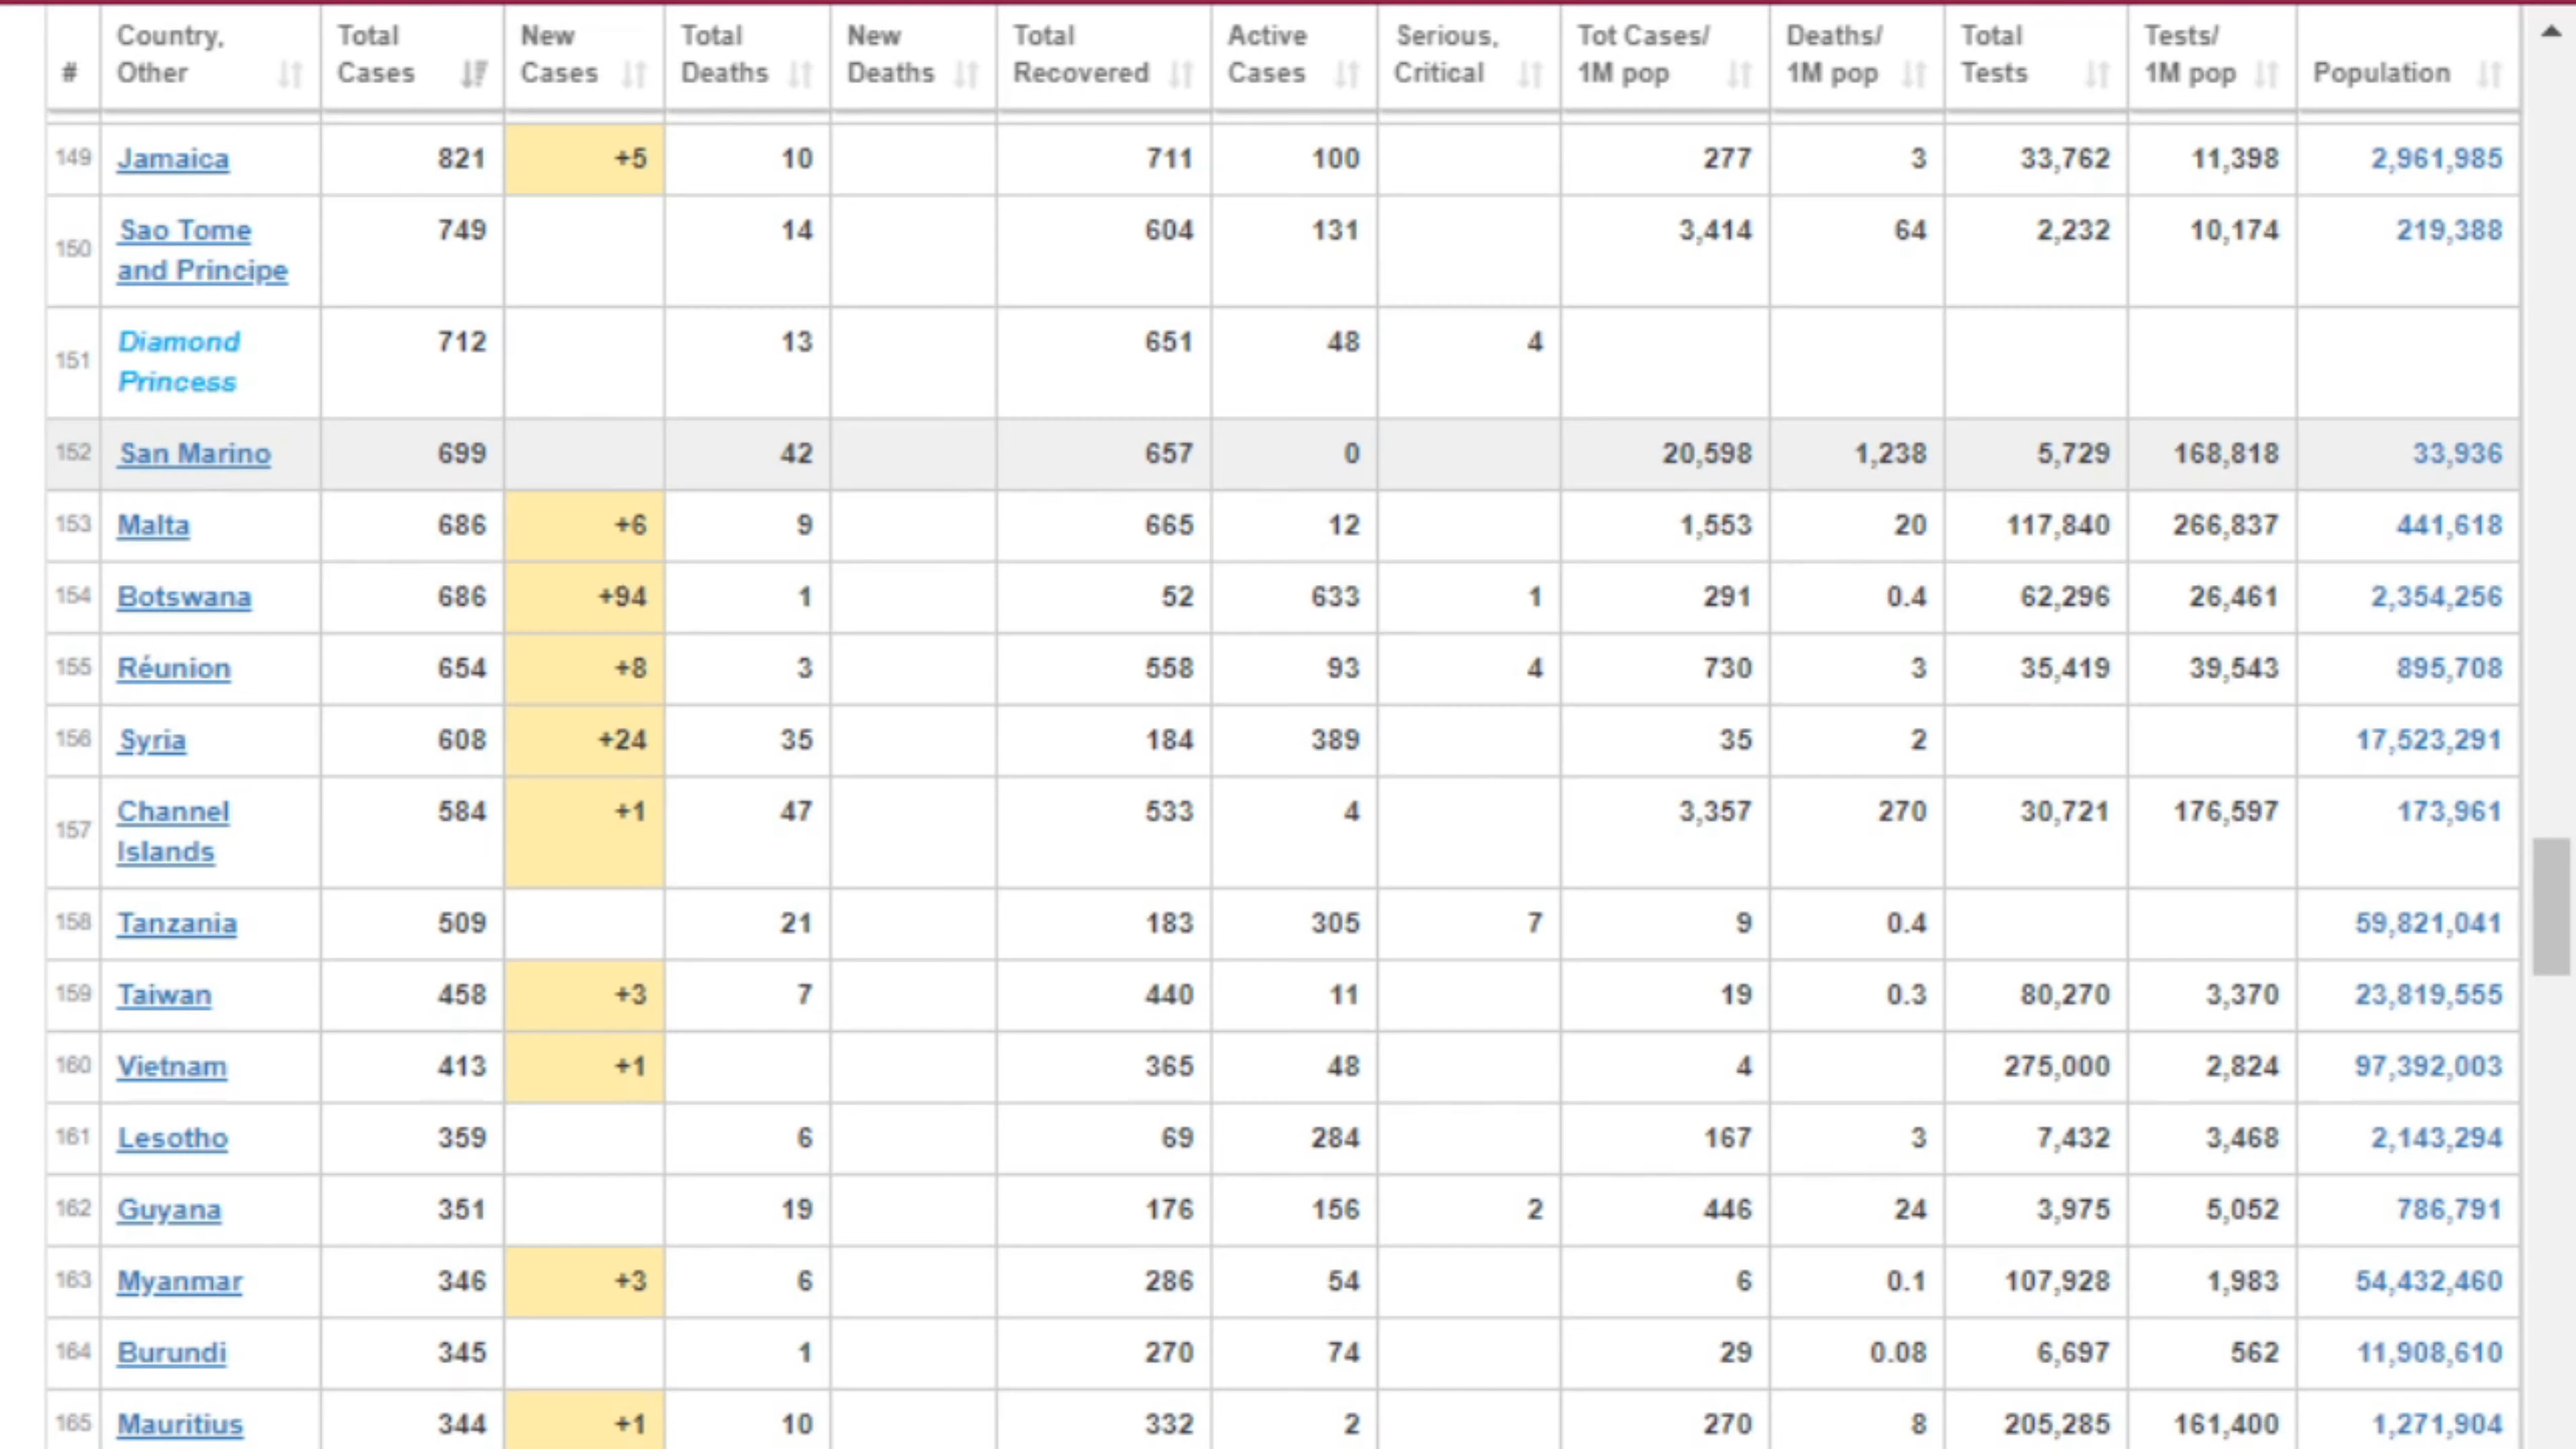 # Country, Other Total Cases New Cases Total Deaths New Deaths Total Recovered Active Cases Serious, Critical Tot Cases/ 1M pop Deaths/ 1M pop Total Tests Tests/ 1M pop Population
149 Jamaica 821 +5 10 711 100 277 3 33,762 11,398 2,961,985
150 Sao Tome and Principe 749 14 604 131 3,414 64 2,232 10,174 219,388
151 Diamond Princess 712 13 651 48 4
152 San Marino 699 42 657 0 20,598 1,238 5,729 168,818 33,936
153 Malta 686 +6 9 665 12 1,553 20 117,840 266,837 441,618
154 Botswana 686 +94 1 52 633 1 291 0.4 62,296 26,461 2,354,256
155 Réunion 654 +8 3 558 93 4 730 3 35,419 39,543 895,708
156 Syria 608 +24 35 184 389 35 2 17,523,291
157 Channel Islands 584 +1 47 533 4 3,357 270 30,721 176,597 173,961
158 Tanzania 509 21 183 305 7 9 0.4 59,821,041
159 Taiwan 458 +3 7 440 11 19 0.3 80,270 3,370 23,819,555
160 Vietnam 413 +1 365 48 4 275,000 2,824 97,392,003
161 Lesotho 359 6 69 284 167 3 7,432 3,468 2,143,294
162 Guyana 351 19 176 156 2 446 24 3,975 5,052 786,791
163 Myanmar 346 +3 6 286 54 6 0.1 107,928 1,983 54,432,460
164 Burundi 345 1 270 74 29 0.08 6,697 562 11,908,610
165 Mauritius 344 +1 10 332 2 270 8 205,285 161,400 1,271,904